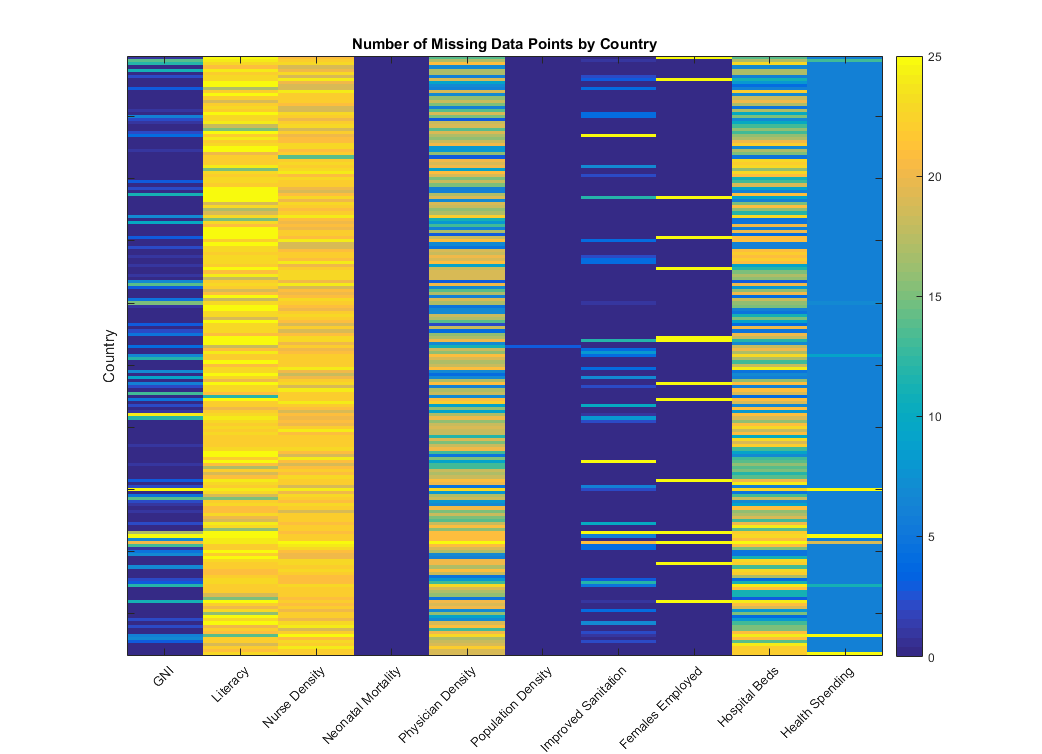 Number of Missing Data Points by Country
25
20
15
10
5
0
Country
GNI
Literacy
Nurse Density
Neonatal Mortality
Physician Density
Population Density
Improved Sanitation
Females Employed
Hospital Beds
Health Spending